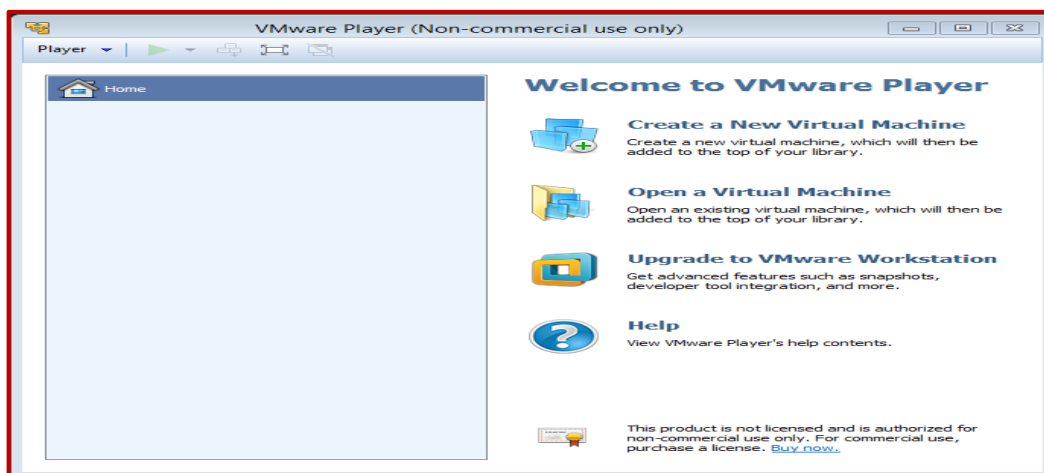 VMware Player (Non-commercial use only)
Player
Home
Welcome to VMware Player
Create a New Virtual Machine
Create a new virtual machine, which will then be
added to the top of your library.
Open a Virtual Machine
Open an existing virtual machine, which will then be
added to the top of your library.
Upgrade to VMware Workstation
Get advanced features such as snapshots,
developer tool integration, and more.
Help
View VMware Player's help contents.
This product is not licensed and is authorized for
non-commercial use only. For commercial use,
purchase a license. Buy now.